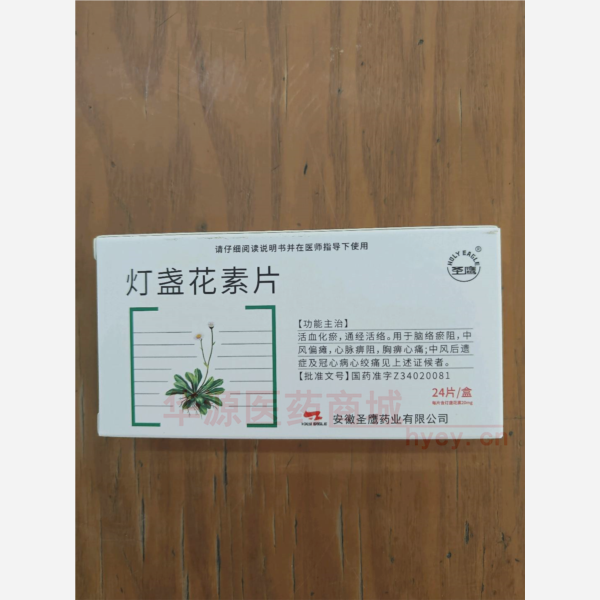 请仔细阅读说明书并在医师指导下使用
HOLY EAGLE
®
圣鹰
灯盏花素片
【功能主治】
活血化瘀，通经活络。用于脑络瘀阻，中
风偏瘫，心脉痹阻，胸痹心痛；中风后遗
症及冠心病心绞痛见上述证候者。
【批准文号】国药准字Z34020081
24片/盒
安徽圣鹰药业有限公司
华源医药商城
hyey.cn